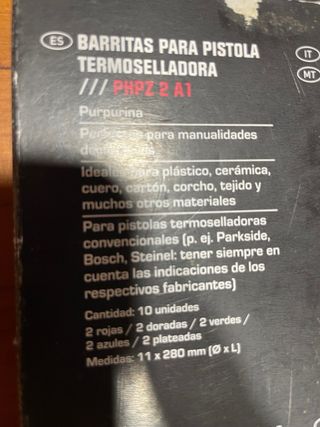 ES BARRITAS PARA PISTOLA
TERMOSELLADORA
/// PHPZ 2 A1
Purpurina
Perfectas para manualidades
Ideales para plástico, cerámica,
cuero, cartón, corcho, tejido y
muchos otros materiales
Para pistolas termoselladoras
convencionales (p. ej. Parkside,
Bosch, Steinel: tener siempre en
cuenta las indicaciones de los
respectivos fabricantes)
Cantidad: 10 unidades
2 rojas / 2 doradas / 2 verdes /
2 azules / 2 plateadas
Medidas: 11 x 280 mm (Ø x L)
IT
MT